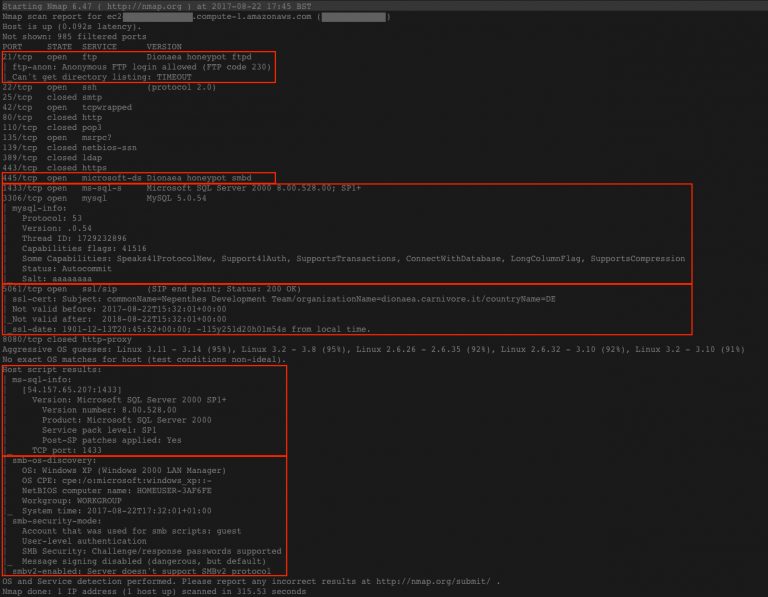 Starting Nmap 6.47 ( http://nmap.org ) at 2017-08-22 17:45 BST
Nmap scan report for ec2 .compute-1.amazonaws.com ( )
Host is up (0.092s latency).
Not shown: 985 filtered ports
PORT STATE SERVICE VERSION
21/tcp open ftp Dionaea honeypot ftpd
| ftp-anon: Anonymous FTP login allowed (FTP code 230)
|_Can't get directory listing: TIMEOUT
22/tcp open ssh (protocol 2.0)
25/tcp closed smtp
42/tcp open tcpwrapped
80/tcp closed http
110/tcp closed pop3
135/tcp open msrpc?
139/tcp closed netbios-ssn
389/tcp closed ldap
443/tcp closed https
445/tcp open microsoft-ds Dionaea honeypot smbd
1433/tcp open ms-sql-s Microsoft SQL Server 2000 8.00.528.00; SP1+
3306/tcp open mysql MySQL 5.0.54
| mysql-info:
| Protocol: 53
| Version: .0.54
| Thread ID: 1729232896
| Capabilities flags: 41516
| Some Capabilities: Speaks41ProtocolNew, Support41Auth, SupportsTransactions, ConnectWithDatabase, LongColumnFlag, SupportsCompression
| Status: Autocommit
|_ Salt: aaaaaaaa
5061/tcp open ssl/sip (SIP end point; Status: 200 OK)
| ssl-cert: Subject: commonName=Nepenthes Development Team/organizationName=dionaea.carnivore.it/countryName=DE
| Not valid before: 2017-08-22T15:32:01+00:00
|_Not valid after: 2018-08-22T15:32:01+00:00
|_ssl-date: 1901-12-13T20:45:52+00:00; -115y251d20h01m54s from local time.
8080/tcp closed http-proxy
Aggressive OS guesses: Linux 3.11 - 3.14 (95%), Linux 3.2 - 3.8 (95%), Linux 2.6.26 - 2.6.35 (92%), Linux 2.6.32 - 3.10 (92%), Linux 3.2 - 3.10 (91%)
No exact OS matches for host (test conditions non-ideal).
Host script results:
| ms-sql-info:
| [54.157.65.207:1433]
| Version: Microsoft SQL Server 2000 SP1+
| Version number: 8.00.528.00
| Product: Microsoft SQL Server 2000
| Service pack level: SP1
| Post-SP patches applied: Yes
|_ TCP port: 1433
| smb-os-discovery:
| OS: Windows XP (Windows 2000 LAN Manager)
| OS CPE: cpe:/o:microsoft:windows_xp::-
| NetBIOS computer name: HOMEUSER-3AF6FE
| Workgroup: WORKGROUP
|_ System time: 2017-08-22T17:32:01+01:00
| smb-security-mode:
| Account that was used for smb scripts: guest
| User-level authentication
| SMB Security: Challenge/response passwords supported
|_ Message signing disabled (dangerous, but default)
|_smbv2-enabled: Server doesn't support SMBv2 protocol
OS and Service detection performed. Please report any incorrect results at http://nmap.org/submit/ .
Nmap done: 1 IP address (1 host up) scanned in 315.53 seconds